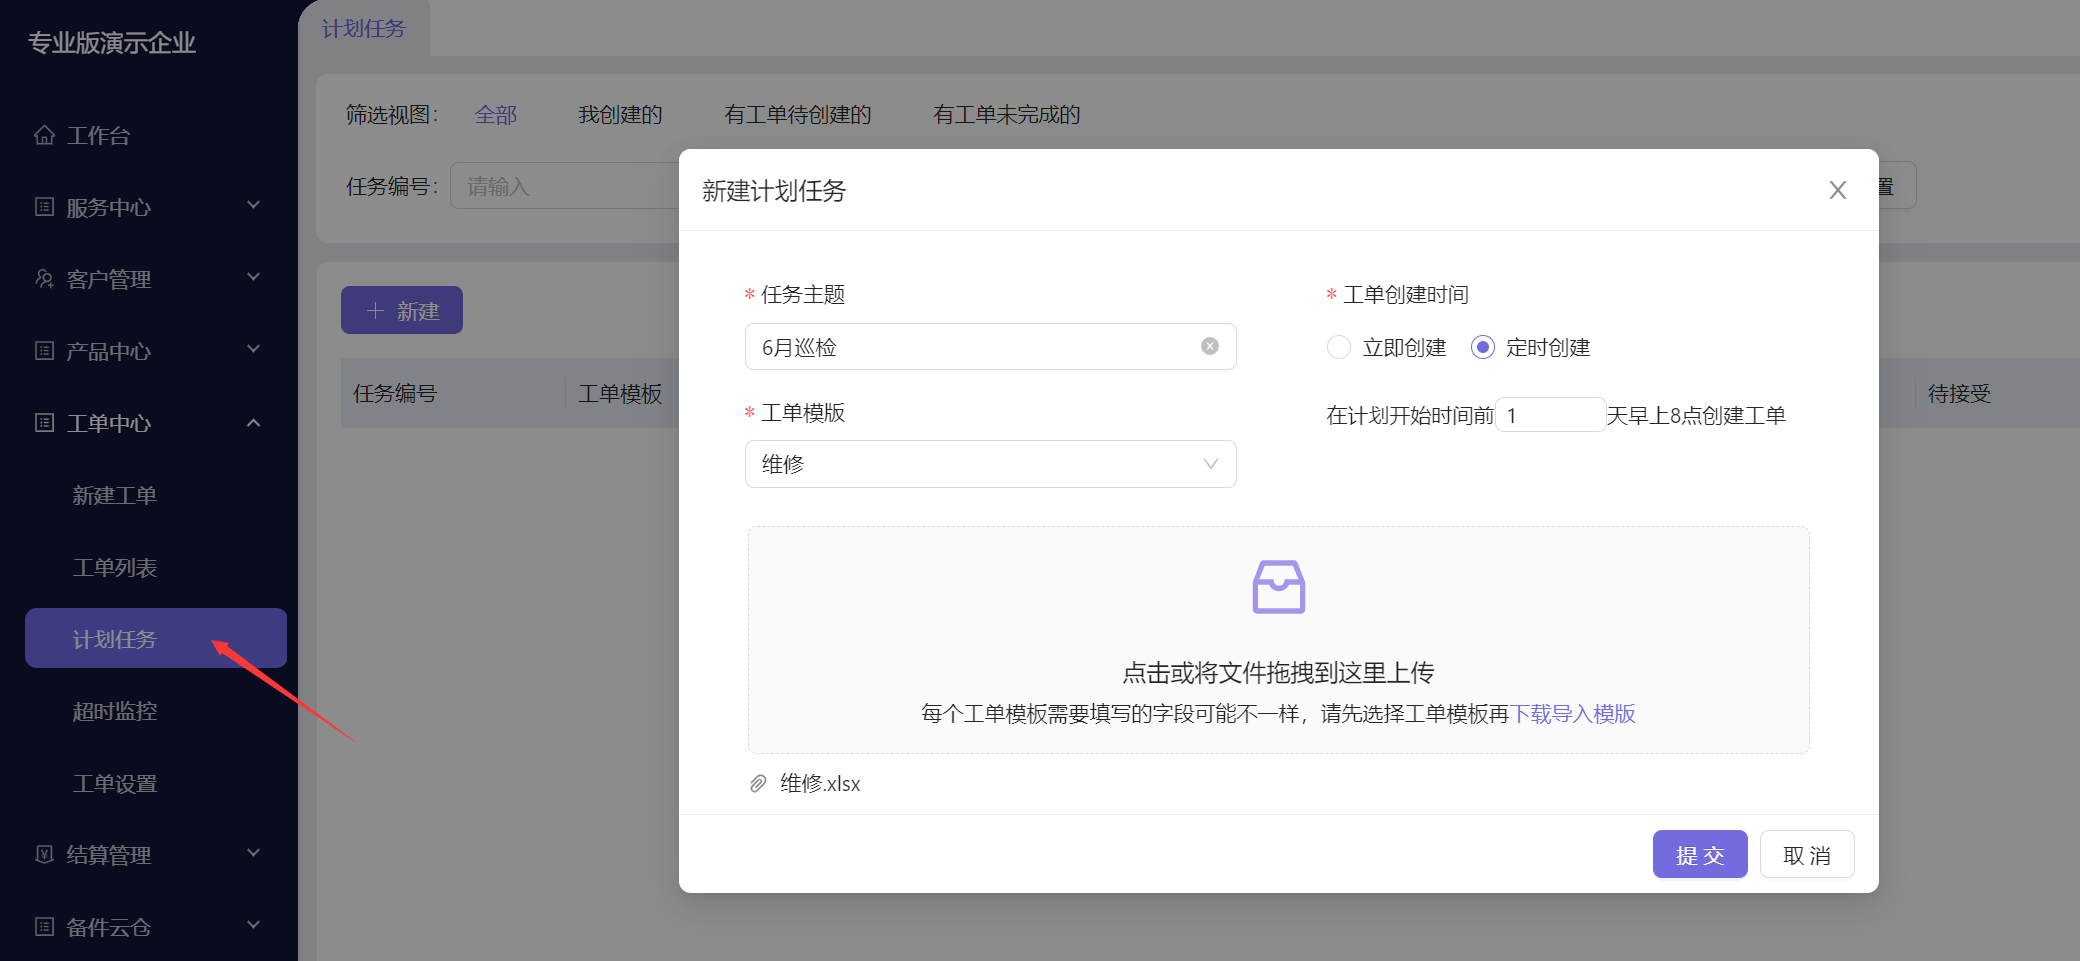 专业版演示企业
工作台
服务中心
客户管理
产品中心
工单中心
新建工单
工单列表
计划任务
超时监控
工单设置
结算管理
备件云仓
计划任务
筛选视图: 全部 我创建的 有工单待创建的 有工单未完成的
任务编号: 请输入
置
+ 新建
任务编号 工单模板 待接受
新建计划任务
* 任务主题
6月巡检
* 工单模版
维修
* 工单创建时间
立即创建 定时创建
在计划开始时间前 1 天早上8点创建工单
点击或将文件拖拽到这里上传
每个工单模板需要填写的字段可能不一样，请先选择工单模板再下载导入模版
维修.xlsx
提 交 取 消